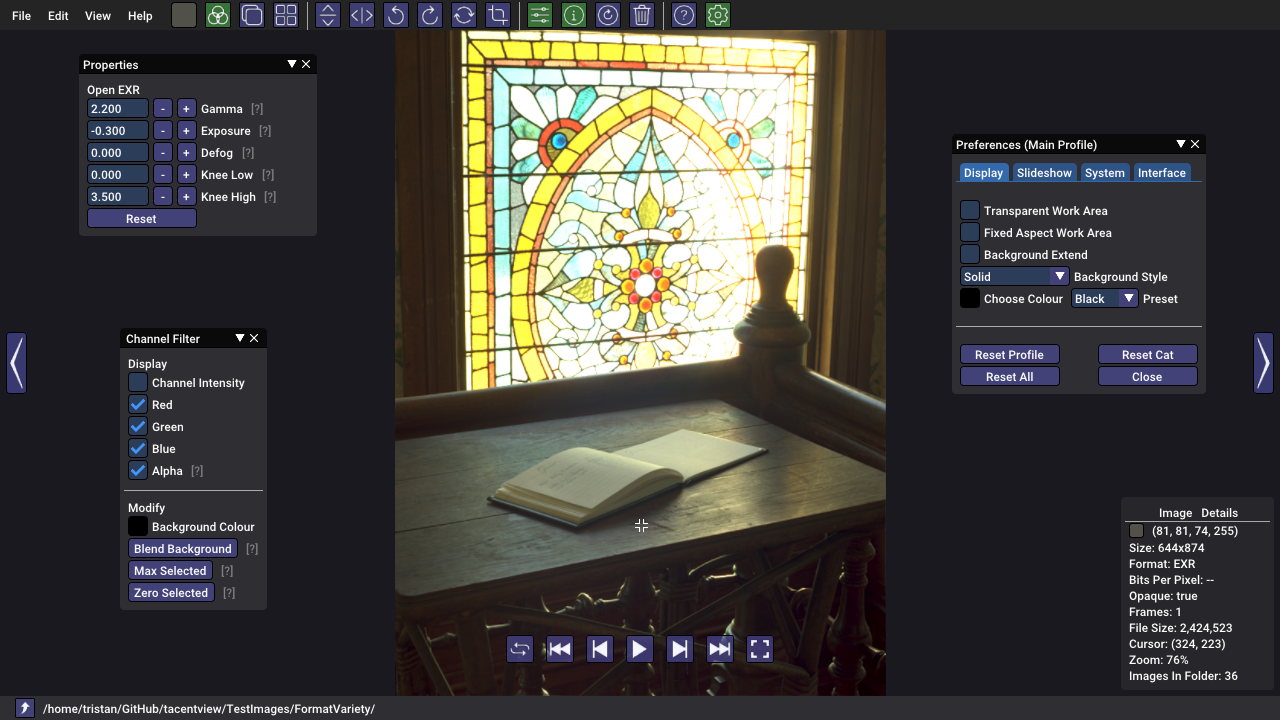 File Edit View Help
Properties
Open EXR
2.200 - + Gamma [?]
-0.300 - + Exposure [?]
0.000 - + Defog [?]
0.000 - + Knee Low [?]
3.500 - + Knee High [?]
Reset
Channel Filter
Display
Channel Intensity
Red
Green
Blue
Alpha [?]
Modify
Background Colour
Blend Background [?]
Max Selected [?]
Zero Selected [?]
Preferences (Main Profile)
Display Slideshow System Interface
Transparent Work Area
Fixed Aspect Work Area
Background Extend
Solid Background Style
Choose Colour Black Preset
Reset Profile Reset Cat
Reset All Close
Image Details
(81, 81, 74, 255)
Size: 644x874
Format: EXR
Bits Per Pixel: --
Opaque: true
Frames: 1
File Size: 2,424,523
Cursor: (324, 223)
Zoom: 76%
Images In Folder: 36
/home/tristan/GitHub/tacentview/TestImages/FormatVariety/